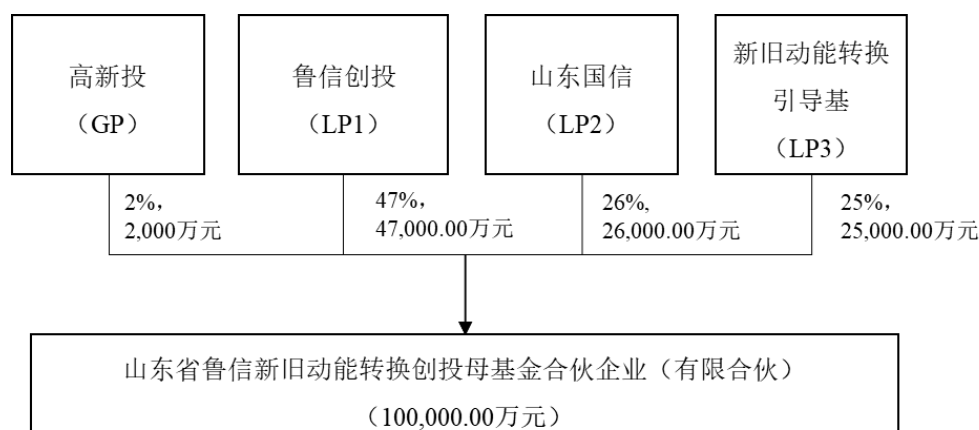 高新投
（GP）
鲁信创投
（LP1）
山东国信
（LP2）
新旧动能转换
引导基
（LP3）
2%，
2,000万元
47%，
47,000.00万元
26%,
26,000.00万元
25%，
25,000.00万元
山东省鲁信新旧动能转换创投母基金合伙企业（有限合伙）
（100,000.00万元）